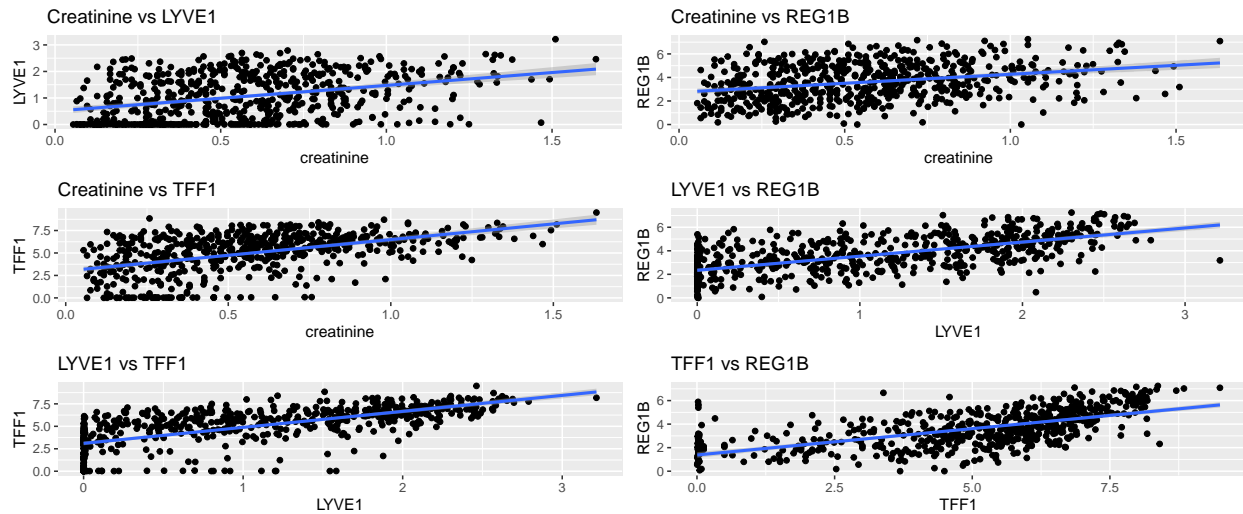 Creatinine vs LYVE1
3
2
1
0
LYVE1
0.0 0.5 1.0 1.5
creatinine
Creatinine vs REG1B
6
4
2
0
REG1B
0.0 0.5 1.0 1.5
creatinine
Creatinine vs TFF1
7.5
5.0
2.5
0.0
TFF1
0.0 0.5 1.0 1.5
creatinine
LYVE1 vs REG1B
6
4
2
0
REG1B
0 1 2 3
LYVE1
LYVE1 vs TFF1
7.5
5.0
2.5
0.0
TFF1
0 1 2 3
LYVE1
TFF1 vs REG1B
6
4
2
0
REG1B
0.0 2.5 5.0 7.5
TFF1